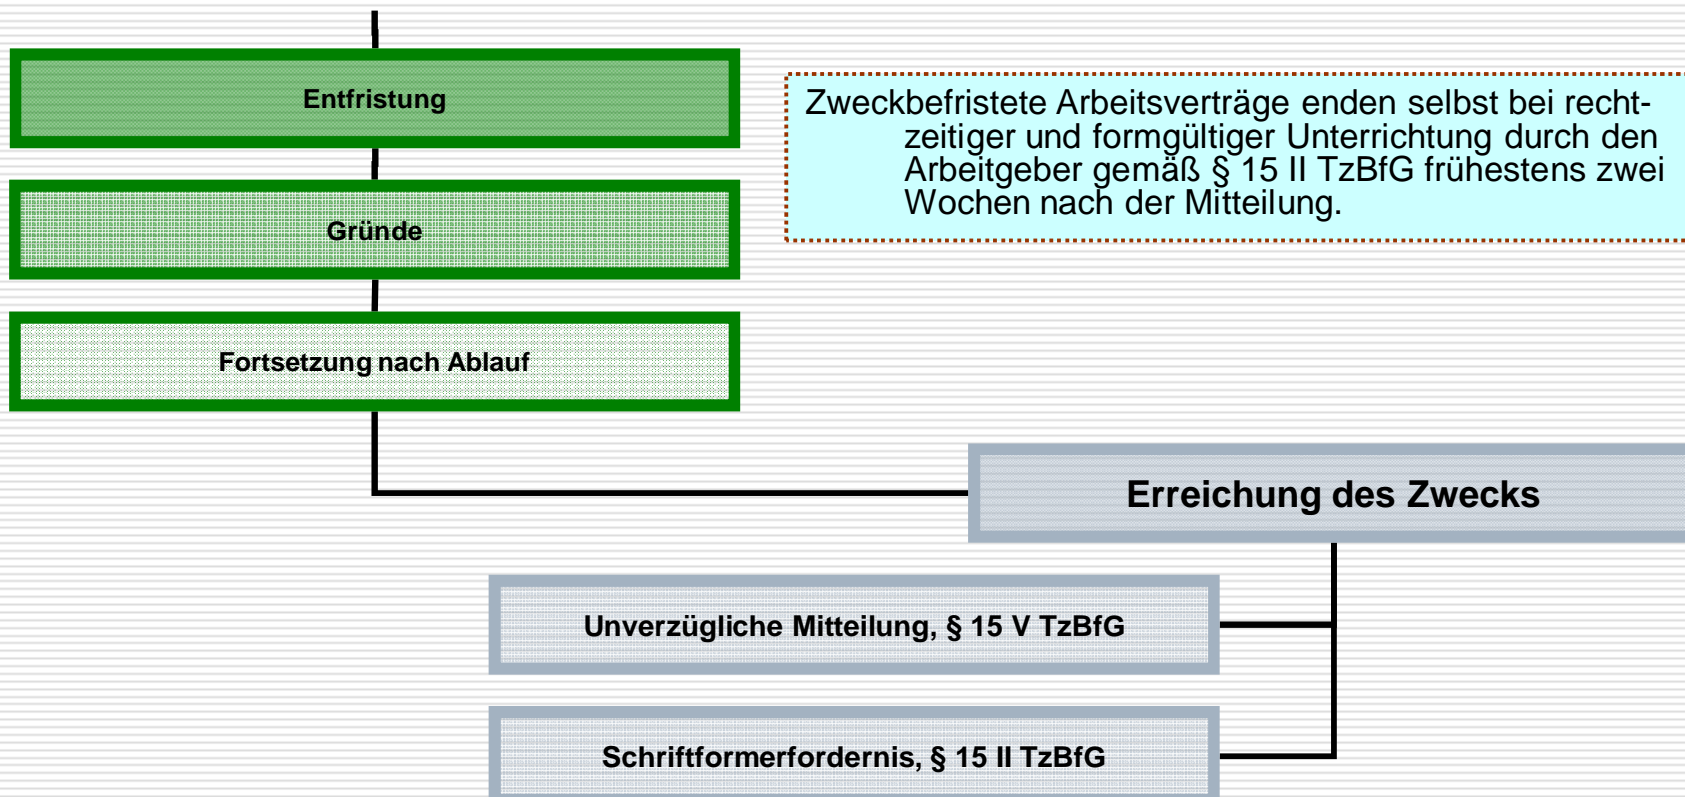 Entfristung
Zweckbefristete Arbeitsverträge enden selbst bei recht-
zeitiger und formgültiger Unterrichtung durch den
Arbeitgeber gemäß § 15 II TzBfG frühestens zwei
Wochen nach der Mitteilung.
Gründe
Fortsetzung nach Ablauf
Erreichung des Zwecks
Unverzügliche Mitteilung, § 15 V TzBfG
Schriftformerfordernis, § 15 II TzBfG